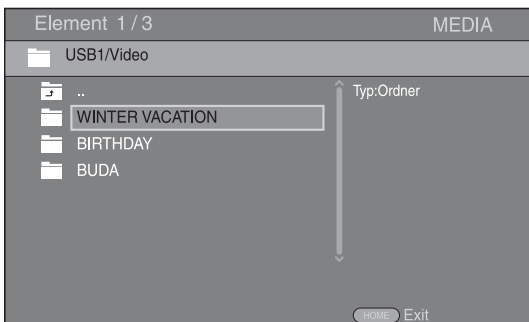 Element 1/3 MEDIA
USB1/Video
..
Typ:Ordner
WINTER VACATION
BIRTHDAY
BUDA
HOME Exit